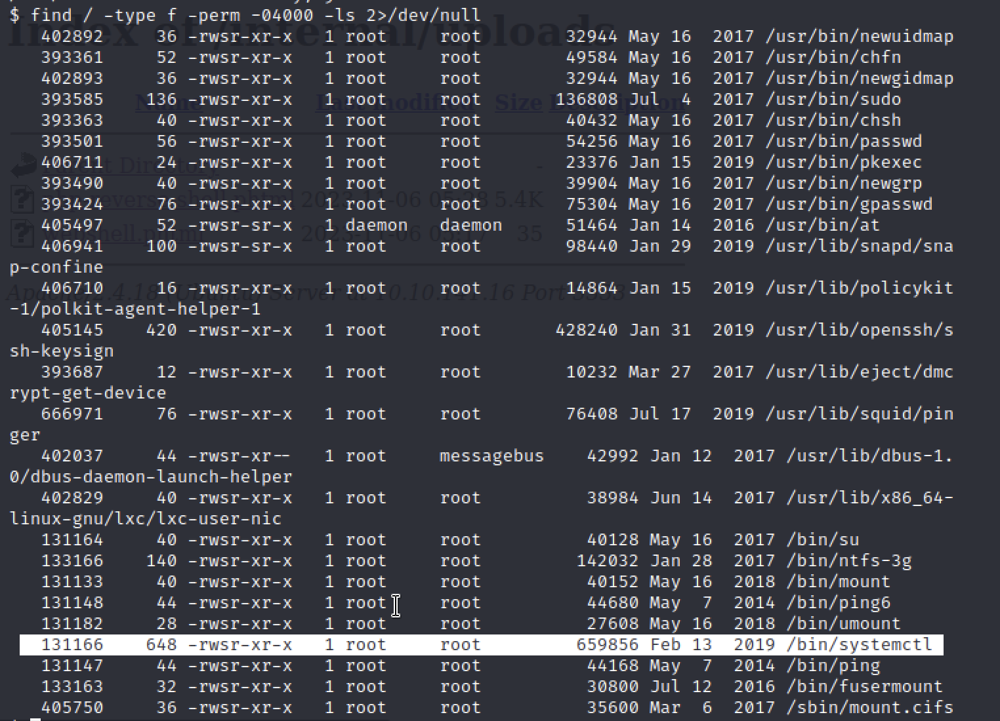 $ find / -type f -perm -04000 -ls 2>/dev/null
402892 36 -rwsr-xr-x 1 root root 32944 May 16 2017 /usr/bin/newuidmap
393361 52 -rwsr-xr-x 1 root root 49584 May 16 2017 /usr/bin/chfn
402893 36 -rwsr-xr-x 1 root root 32944 May 16 2017 /usr/bin/newgidmap
393585 136 -rwsr-xr-x 1 root root 136808 Jul 4 2017 /usr/bin/sudo
393363 40 -rwsr-xr-x 1 root root 40432 May 16 2017 /usr/bin/chsh
393501 56 -rwsr-xr-x 1 root root 54256 May 16 2017 /usr/bin/passwd
406711 24 -rwsr-xr-x 1 root root 23376 Jan 15 2019 /usr/bin/pkexec
393490 40 -rwsr-xr-x 1 root root 39904 May 16 2017 /usr/bin/newgrp
393424 76 -rwsr-xr-x 1 root root 75304 May 16 2017 /usr/bin/gpasswd
405497 52 -rwsr-sr-x 1 daemon daemon 51464 Jan 14 2016 /usr/bin/at
406941 100 -rwsr-sr-x 1 root root 98440 Jan 29 2019 /usr/lib/snapd/sna
p-confine
406710 16 -rwsr-xr-x 1 root root 14864 Jan 15 2019 /usr/lib/policykit
-1/polkit-agent-helper-1
405145 420 -rwsr-xr-x 1 root root 428240 Jan 31 2019 /usr/lib/openssh/s
sh-keysign
393687 12 -rwsr-xr-x 1 root root 10232 Mar 27 2017 /usr/lib/eject/dmc
rypt-get-device
666971 76 -rwsr-xr-x 1 root root 76408 Jul 17 2019 /usr/lib/squid/pin
ger
402037 44 -rwsr-xr-- 1 root messagebus 42992 Jan 12 2017 /usr/lib/dbus-1.
0/dbus-daemon-launch-helper
402829 40 -rwsr-xr-x 1 root root 38984 Jun 14 2017 /usr/lib/x86_64-
linux-gnu/lxc/lxc-user-nic
131164 40 -rwsr-xr-x 1 root root 40128 May 16 2017 /bin/su
133166 140 -rwsr-xr-x 1 root root 142032 Jan 28 2017 /bin/ntfs-3g
131133 40 -rwsr-xr-x 1 root root 40152 May 16 2018 /bin/mount
131148 44 -rwsr-xr-x 1 root root 44680 May 7 2014 /bin/ping6
131182 28 -rwsr-xr-x 1 root root 27608 May 16 2018 /bin/umount
131166 648 -rwsr-xr-x 1 root root 659856 Feb 13 2019 /bin/systemctl
131147 44 -rwsr-xr-x 1 root root 44168 May 7 2014 /bin/ping
133163 32 -rwsr-xr-x 1 root root 30800 Jul 12 2016 /bin/fusermount
405750 36 -rwsr-xr-x 1 root root 35600 Mar 6 2017 /sbin/mount.cifs